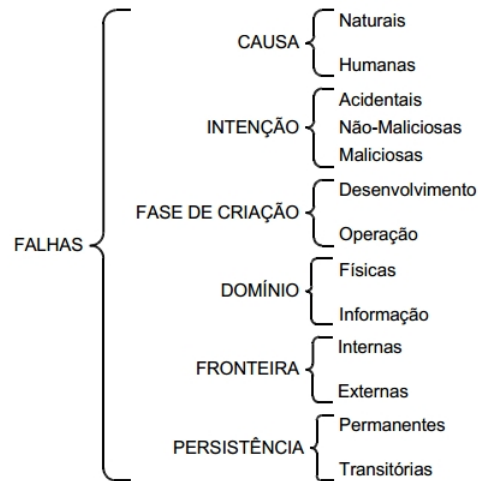 Naturais
CAUSA
Humanas
Acidentais
INTENÇÃO
Não-Maliciosas
Maliciosas
Desenvolvimento
FASE DE CRIAÇÃO
Operação
FALHAS
Físicas
DOMÍNIO
Informação
Internas
FRONTEIRA
Externas
Permanentes
PERSISTÊNCIA
Transitórias